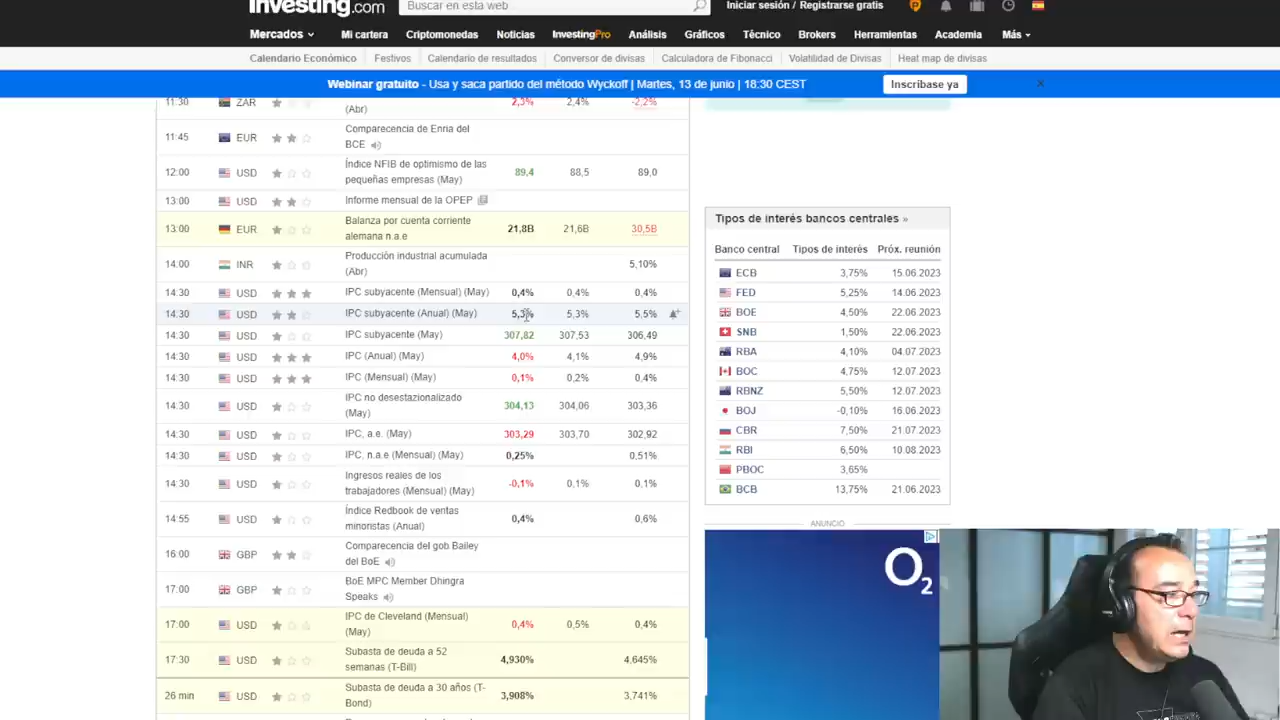 Investing.com
Buscar en esta web
Iniciar sesión / Registrarse gratis
Mercados
Mi cartera
Criptomonedas
Noticias
InvestingPro
Análisis
Gráficos
Técnico
Brokers
Herramientas
Academia
Más
Calendario Económico
Festivos
Calendario de resultados
Conversor de divisas
Calculadora de Fibonacci
Volatilidad de Divisas
Heat map de divisas
Webinar gratuito - Usa y saca partido del método Wyckoff | Martes, 13 de junio | 18:30 CEST
Inscríbase ya
11:30 ZAR (Abr) 2,3% 2,4% -2,2%
11:45 EUR Comparecencia de Enria del
BCE
12:00 USD Índice NFIB de optimismo de las
pequeñas empresas (May) 89,4 88,5 89,0
13:00 USD Informe mensual de la OPEP
13:00 EUR Balanza por cuenta corriente
alemana n.a.e 21,8B 21,6B 30,5B
14:00 INR Producción industrial acumulada
(Abr) 5,10%
14:30 USD IPC subyacente (Mensual) (May) 0,4% 0,4% 0,4%
14:30 USD IPC subyacente (Anual) (May) 5,3% 5,3% 5,5%
14:30 USD IPC subyacente (May) 307,82 307,53 306,49
14:30 USD IPC (Anual) (May) 4,0% 4,1% 4,9%
14:30 USD IPC (Mensual) (May) 0,1% 0,2% 0,4%
14:30 USD IPC no desestazionalizado
(May) 304,13 304,06 303,36
14:30 USD IPC, a.e. (May) 303,29 303,70 302,92
14:30 USD IPC, n.a.e (Mensual) (May) 0,25% 0,51%
14:30 USD Ingresos reales de los
trabajadores (Mensual) (May) -0,1% 0,1% 0,1%
14:55 USD Índice Redbook de ventas
minoristas (Anual) 0,4% 0,6%
16:00 GBP Comparecencia del gob Bailey
del BoE
17:00 GBP BoE MPC Member Dhingra
Speaks
17:00 USD IPC de Cleveland (Mensual)
(May) 0,4% 0,5% 0,4%
17:30 USD Subasta de deuda a 52
semanas (T-Bill) 4,930% 4,645%
26 min USD Subasta de deuda a 30 años (T-
Bond) 3,908% 3,741%
Tipos de interés bancos centrales »
Banco central Tipos de interés Próx. reunión
ECB 3,75% 15.06.2023
FED 5,25% 14.06.2023
BOE 4,50% 22.06.2023
SNB 1,50% 22.06.2023
RBA 4,10% 04.07.2023
BOC 4,75% 12.07.2023
RBNZ 5,50% 12.07.2023
BOJ -0,10% 16.06.2023
CBR 7,50% 21.07.2023
RBI 6,50% 10.08.2023
PBOC 3,65%
BCB 13,75% 21.06.2023
ANUNCIO
O2